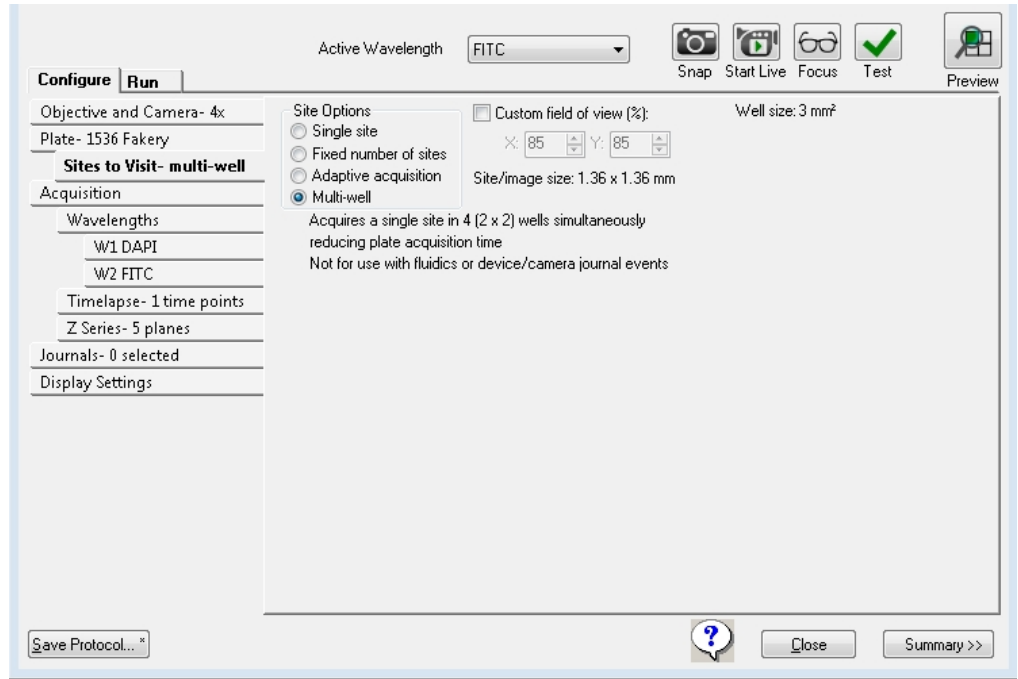 Active Wavelength FITC
Snap Start Live Focus Test Preview
Configure Run
Objective and Camera- 4x
Plate- 1536 Fakery
Sites to Visit- multi-well
Acquisition
Wavelengths
W1 DAPI
W2 FITC
Timelapse- 1 time points
Z Series- 5 planes
Journals- 0 selected
Display Settings
Site Options
Single site
Fixed number of sites
Adaptive acquisition
Multi-well
Custom field of view (%):
X: 85 Y: 85
Site/image size: 1.36 x 1.36 mm
Well size: 3 mm²
Acquires a single site in 4 (2 x 2) wells simultaneously
reducing plate acquisition time
Not for use with fluidics or device/camera journal events
Save Protocol... *
?
Close
Summary >>